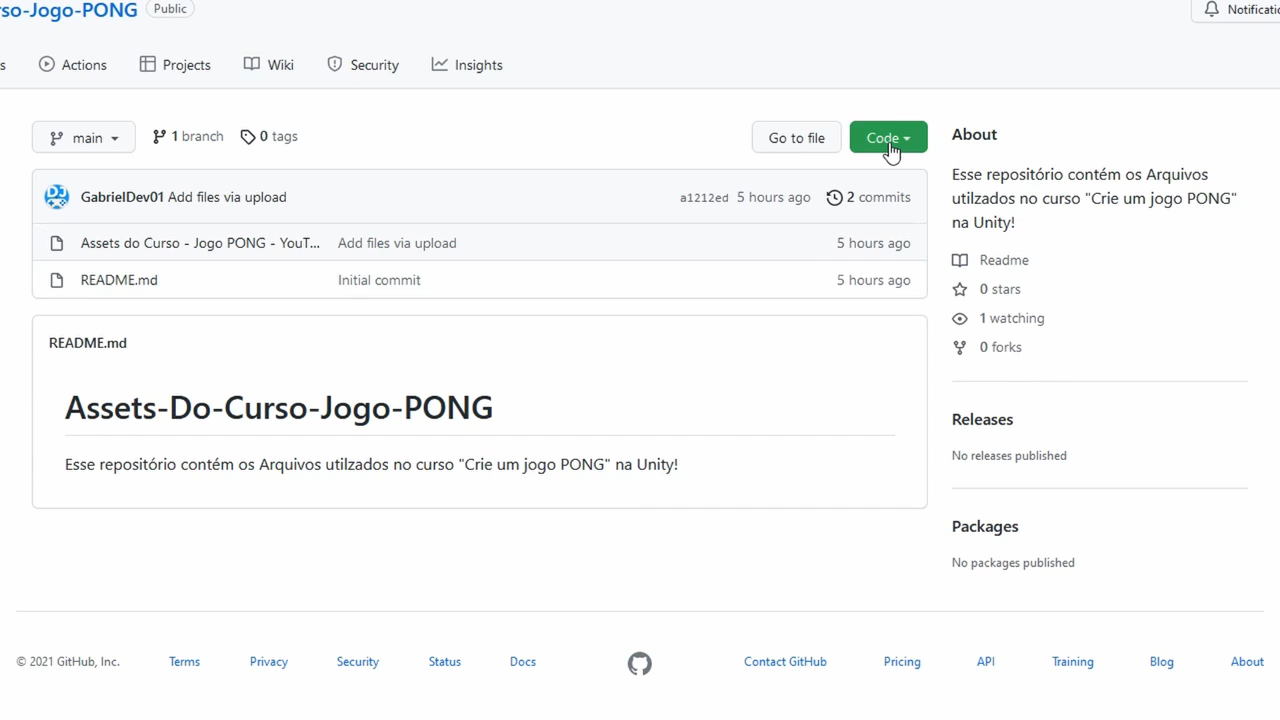 so-Jogo-PONG Public
Notificatio
s Actions Projects Wiki Security Insights
main 1 branch 0 tags Go to file Code
GabrielDev01 Add files via upload a1212ed 5 hours ago 2 commits
Assets do Curso - Jogo PONG - YouT... Add files via upload 5 hours ago
README.md Initial commit 5 hours ago
README.md
Assets-Do-Curso-Jogo-PONG
Esse repositório contém os Arquivos utilzados no curso "Crie um jogo PONG" na Unity!
About
Esse repositório contém os Arquivos
utilzados no curso "Crie um jogo PONG"
na Unity!
Readme
0 stars
1 watching
0 forks
Releases
No releases published
Packages
No packages published
© 2021 GitHub, Inc. Terms Privacy Security Status Docs Contact GitHub Pricing API Training Blog About